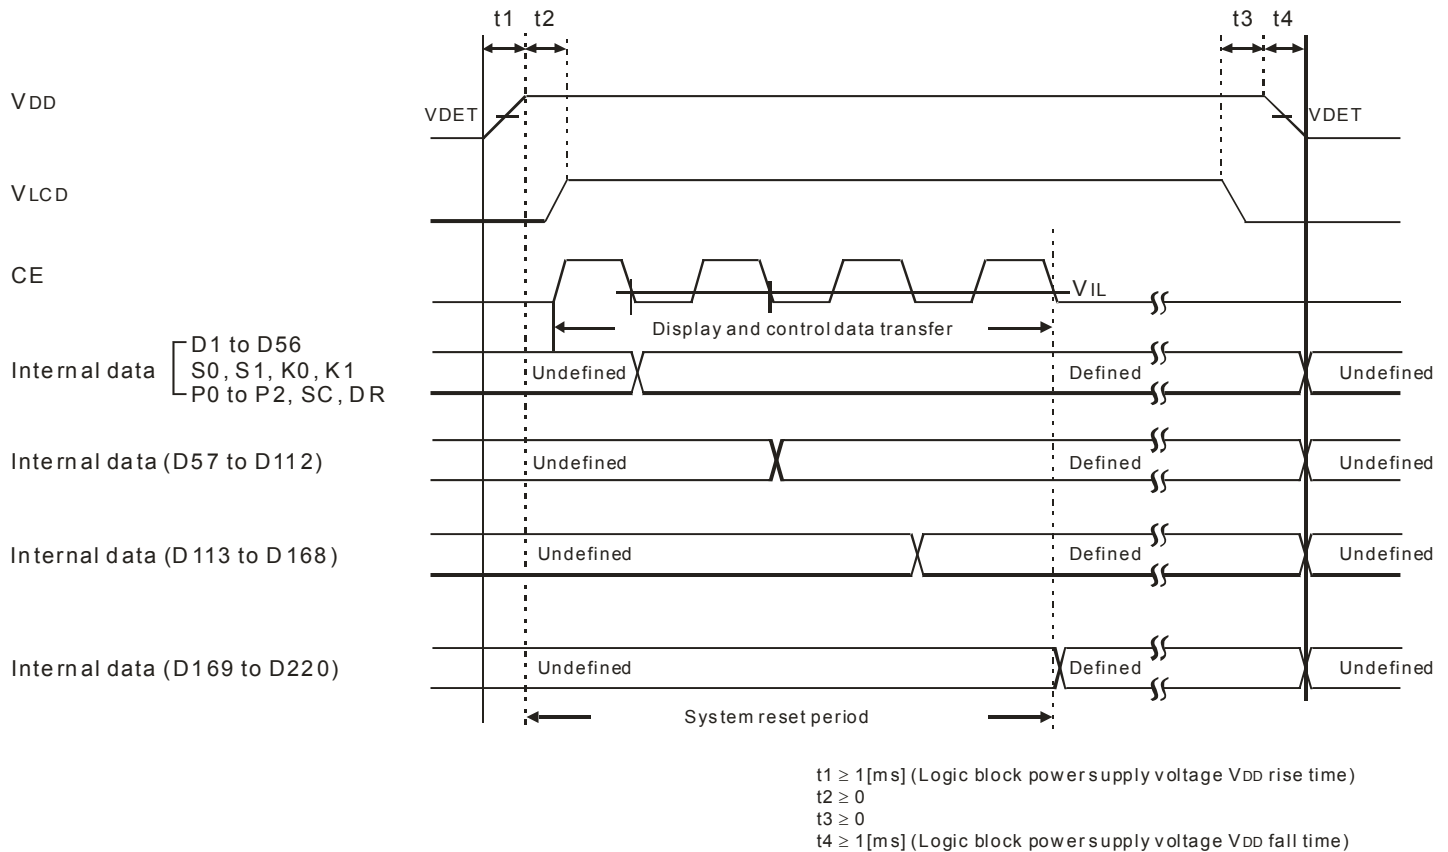 t1 t2 t3 t4
VDD
VDET VDET
VLCD
CE
VIL
Display and control data transfer
Internal data
D1 to D56
S0, S1, K0, K1
P0 to P2, SC, DR
Undefined Defined Undefined
Internal data (D57 to D112) Undefined Defined Undefined
Internal data (D113 to D168) Undefined Defined Undefined
Internal data (D169 to D220) Undefined Defined Undefined
System reset period
t1 ≥ 1[ms] (Logic block power supply voltage VDD rise time)
t2 ≥ 0
t3 ≥ 0
t4 ≥ 1[ms] (Logic block power supply voltage VDD fall time)